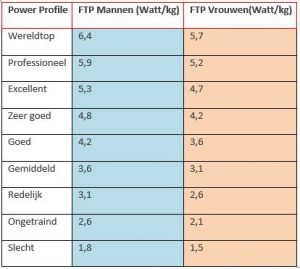 Power Profile FTP Mannen (Watt/kg) FTP Vrouwen(Watt/kg)
Wereldtop 6,4 5,7
Professioneel 5,9 5,2
Excellent 5,3 4,7
Zeer goed 4,8 4,2
Goed 4,2 3,6
Gemiddeld 3,6 3,1
Redelijk 3,1 2,6
Ongetraind 2,6 2,1
Slecht 1,8 1,5